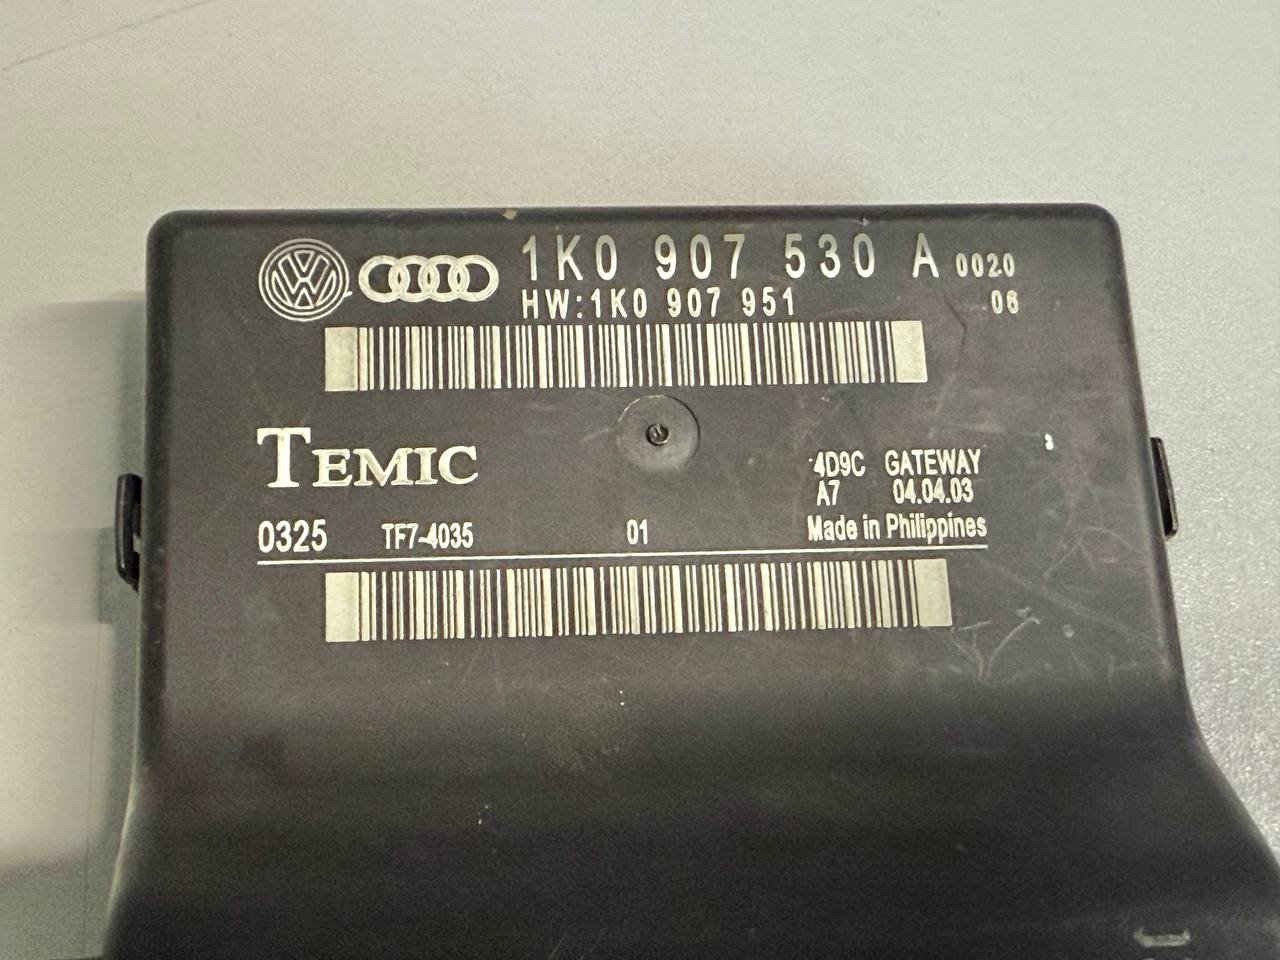 1K0 907 530 A 0020
HW:1K0 907 951 06
TEMIC
4D9C GATEWAY
A7 04.04.03
0325 TF7-4035 01 Made in Philippines